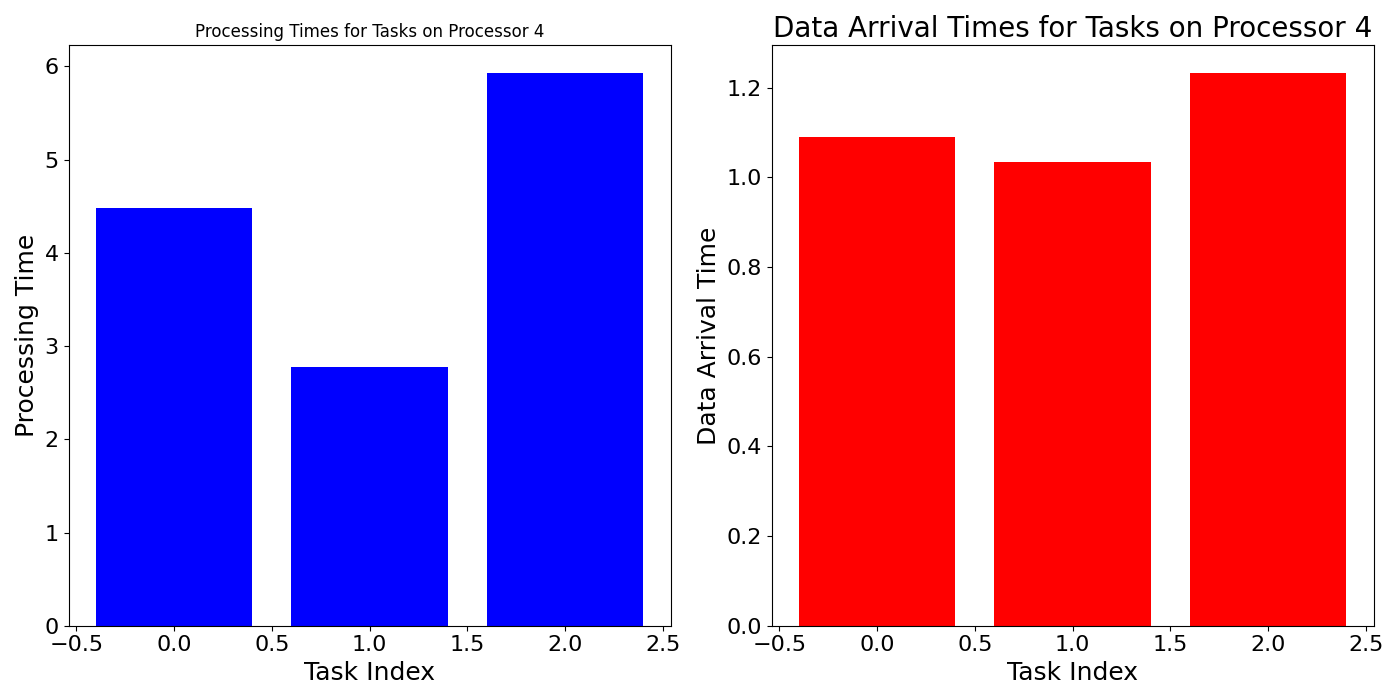 Processing Times for Tasks on Processor 4
Processing Time
6
5
4
3
2
1
0
−0.5 0.0 0.5 1.0 1.5 2.0 2.5
Task Index
Data Arrival Times for Tasks on Processor 4
Data Arrival Time
1.2
1.0
0.8
0.6
0.4
0.2
0.0
−0.5 0.0 0.5 1.0 1.5 2.0 2.5
Task Index